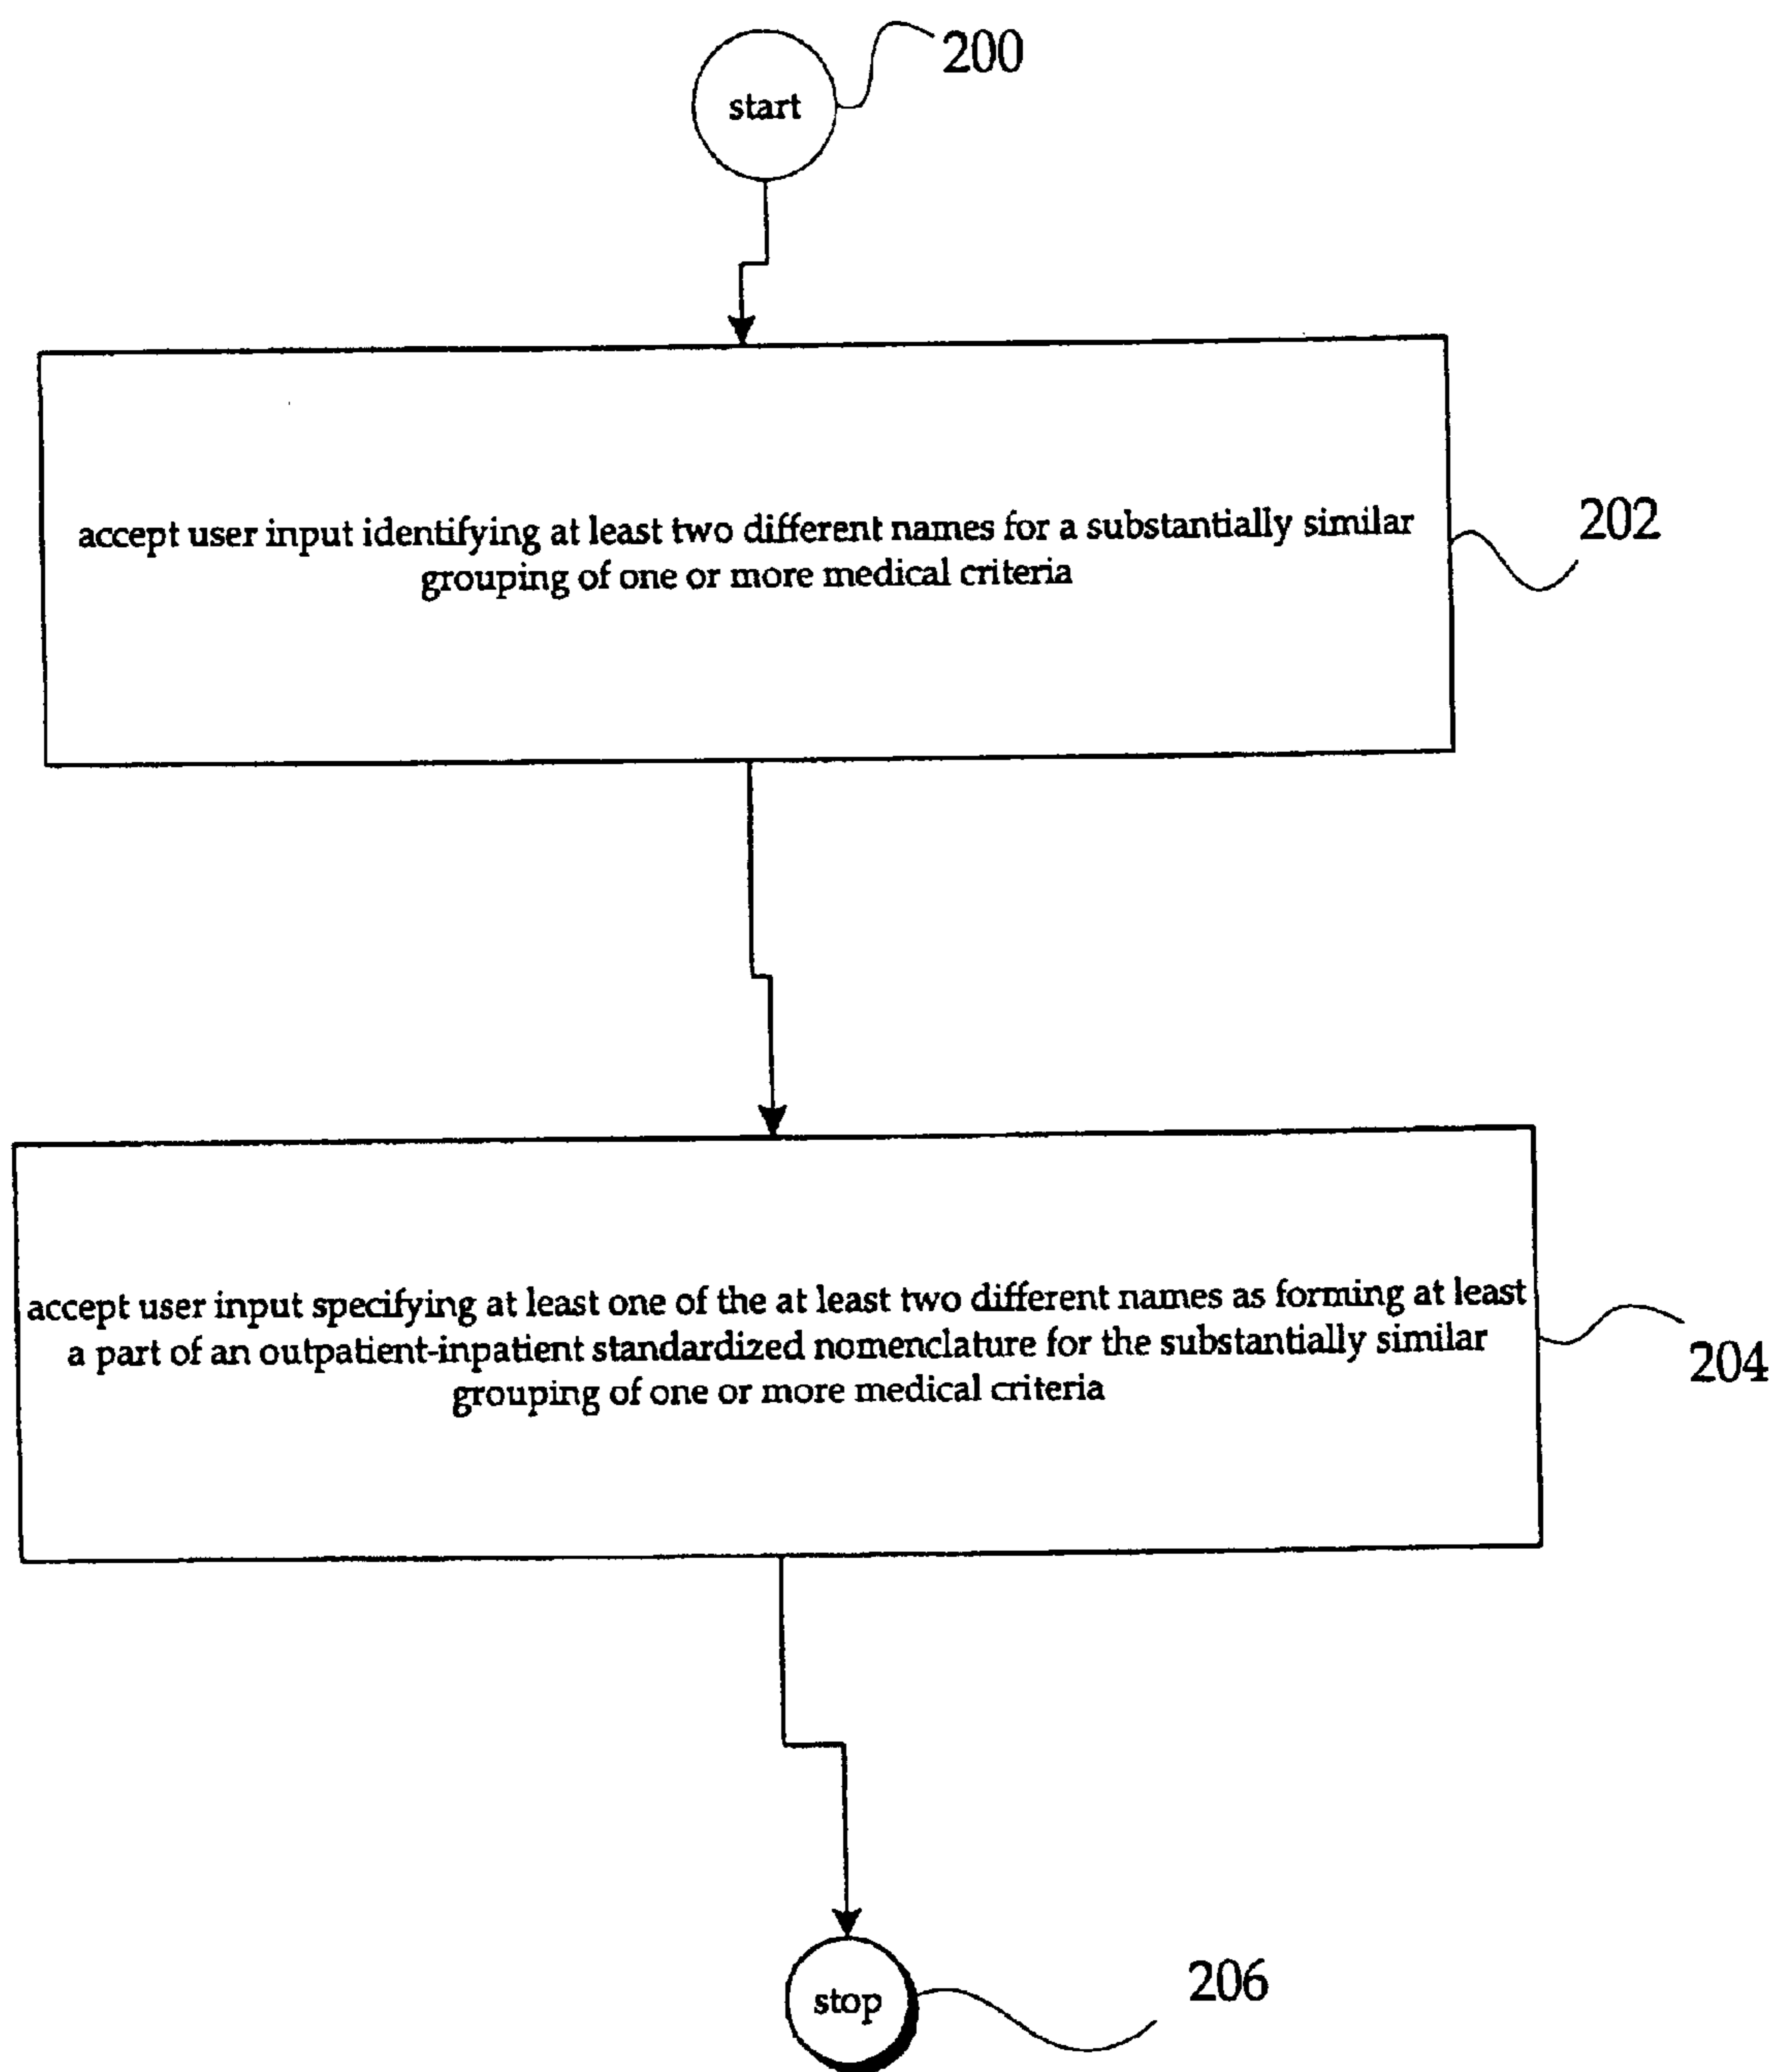 200
start
accept user input identifying at least two different names for a substantially similar
grouping of one or more medical criteria
202
accept user input specifying at least one of the at least two different names as forming at least
a part of an outpatient-inpatient standardized nomenclature for the substantially similar
grouping of one or more medical criteria
204
stop
206